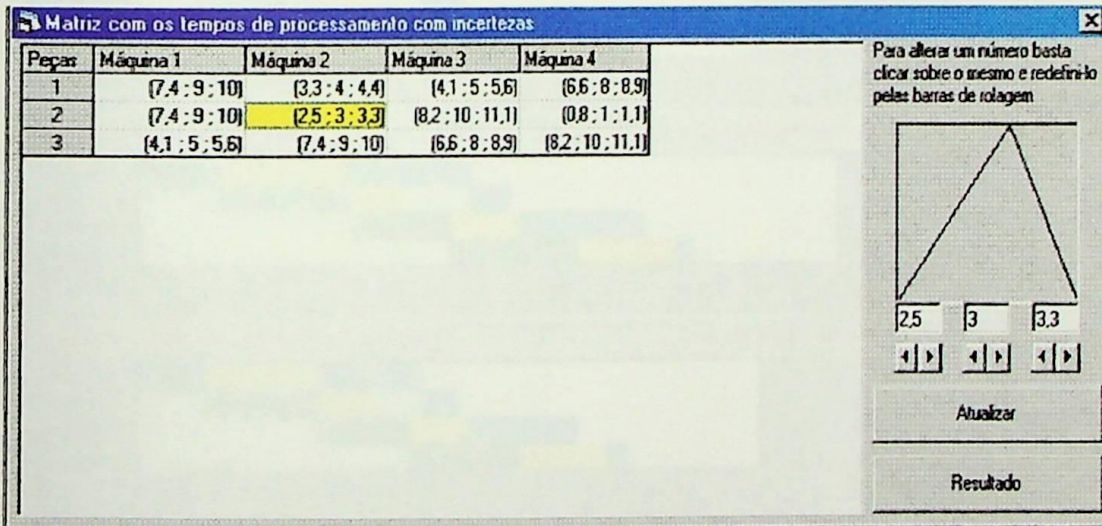 Matriz com os tempos de processamento com incertezas
Peças Máquina 1 Máquina 2 Máquina 3 Máquina 4
1 (7,4 ; 9 ; 10) (3,3 ; 4 ; 4,4) (4,1 ; 5 ; 5,6) (6,6 ; 8 ; 8,9)
2 (7,4 ; 9 ; 10) (2,5 ; 3 ; 3,3) (8,2 ; 10 ; 11,1) (0,8 ; 1 ; 1,1)
3 (4,1 ; 5 ; 5,6) (7,4 ; 9 ; 10) (6,6 ; 8 ; 8,9) (8,2 ; 10 ; 11,1)
Para alterar um número basta
clicar sobre o mesmo e redefini-lo
pelas barras de rolagem
2,5 3 3,3
Atualizar
Resultado